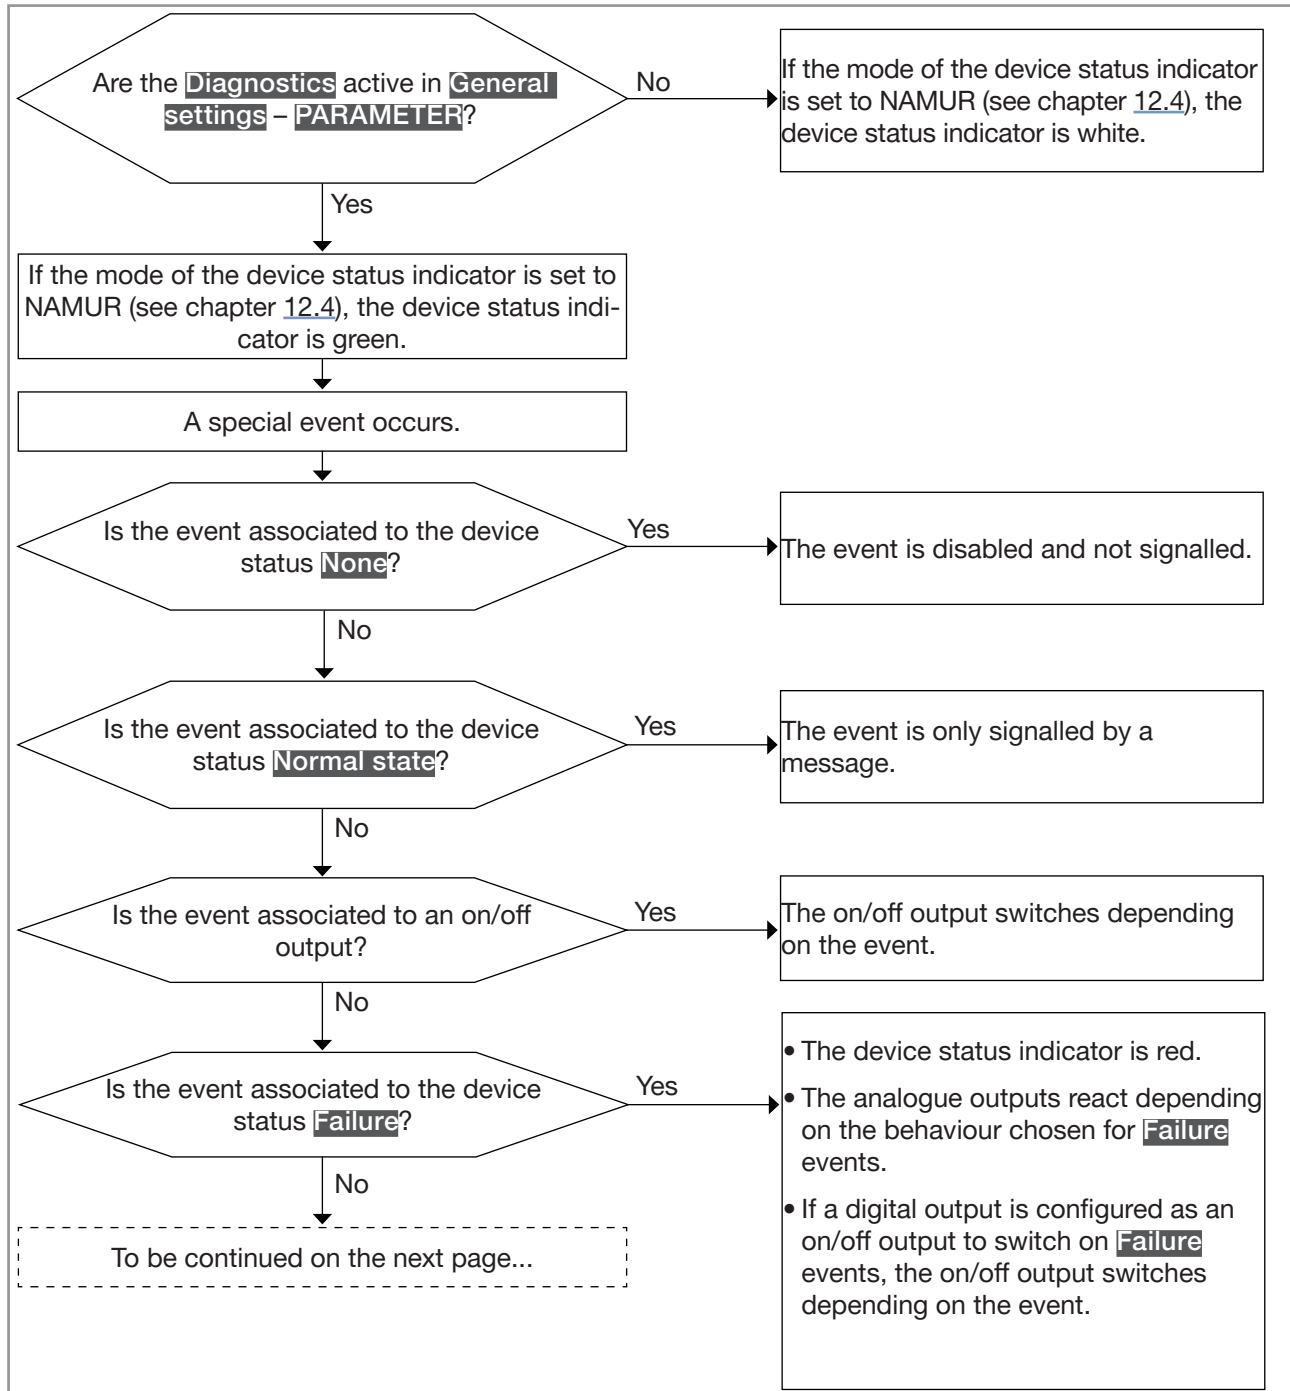 Are the Diagnostics active in General
settings – PARAMETER?
No
If the mode of the device status indicator
is set to NAMUR (see chapter 12.4), the
device status indicator is white.
Yes
If the mode of the device status indicator is set to
NAMUR (see chapter 12.4), the device status indi-
cator is green.
A special event occurs.
Is the event associated to the device
status None?
Yes
The event is disabled and not signalled.
No
Is the event associated to the device
status Normal state?
Yes
The event is only signalled by a
message.
No
Is the event associated to an on/off
output?
Yes
The on/off output switches depending
on the event.
No
Is the event associated to the device
status Failure?
Yes
• The device status indicator is red.
• The analogue outputs react depending
on the behaviour chosen for Failure
events.
• If a digital output is configured as an
on/off output to switch on Failure
events, the on/off output switches
depending on the event.
No
To be continued on the next page...